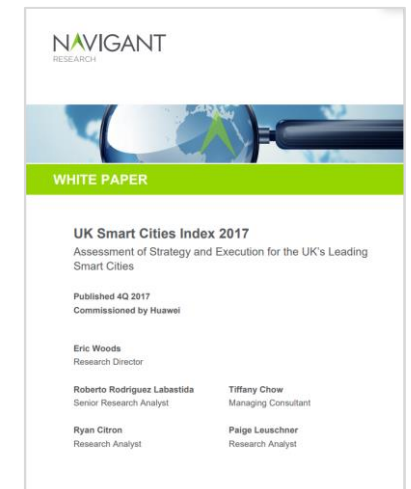 NAVIGANT
RESEARCH
WHITE PAPER
UK Smart Cities Index 2017
Assessment of Strategy and Execution for the UK's Leading
Smart Cities
Published 4Q 2017
Commissioned by Huawei
Eric Woods
Research Director
Roberto Rodriguez Labastida
Senior Research Analyst
Tiffany Chow
Managing Consultant
Ryan Citron
Research Analyst
Paige Leuschner
Research Analyst